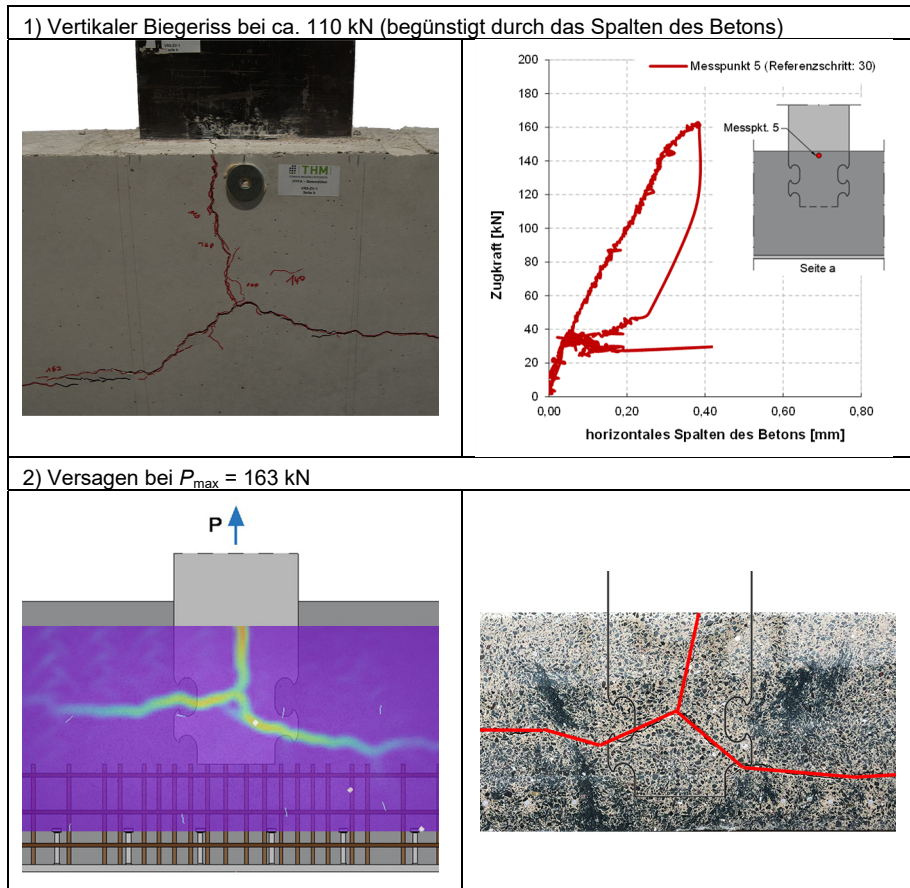 1) Vertikaler Biegeriss bei ca. 110 kN (begünstigt durch das Spalten des Betons)
THM
Seite a
140
Messpunkt 5 (Referenzschritt: 30)
Messpkt. 5
Seite a
Zugkraft [kN]
200
180
160
140
120
100
80
60
40
20
0
0,00 0,20 0,40 0,60 0,80
horizontales Spalten des Betons [mm]
2) Versagen bei Pmax = 163 kN
P